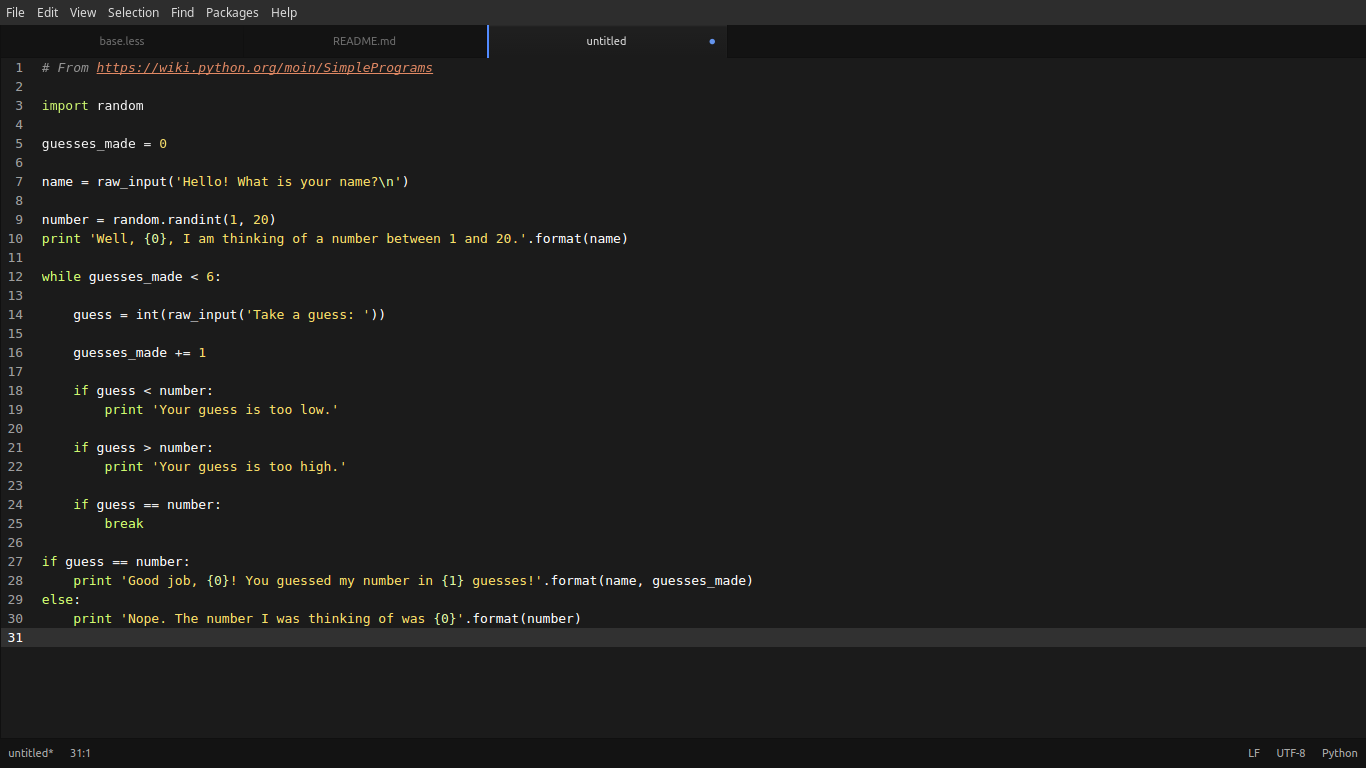 File Edit View Selection Find Packages Help
base.less README.md untitled
1 # From https://wiki.python.org/moin/SimplePrograms
2
3 import random
4
5 guesses_made = 0
6
7 name = raw_input('Hello! What is your name?\n')
8
9 number = random.randint(1, 20)
10 print 'Well, {0}, I am thinking of a number between 1 and 20.'.format(name)
11
12 while guesses_made < 6:
13
14     guess = int(raw_input('Take a guess: '))
15
16     guesses_made += 1
17
18     if guess < number:
19         print 'Your guess is too low.'
20
21     if guess > number:
22         print 'Your guess is too high.'
23
24     if guess == number:
25         break
26
27 if guess == number:
28     print 'Good job, {0}! You guessed my number in {1} guesses!'.format(name, guesses_made)
29 else:
30     print 'Nope. The number I was thinking of was {0}'.format(number)
31
untitled* 31:1 LF UTF-8 Python